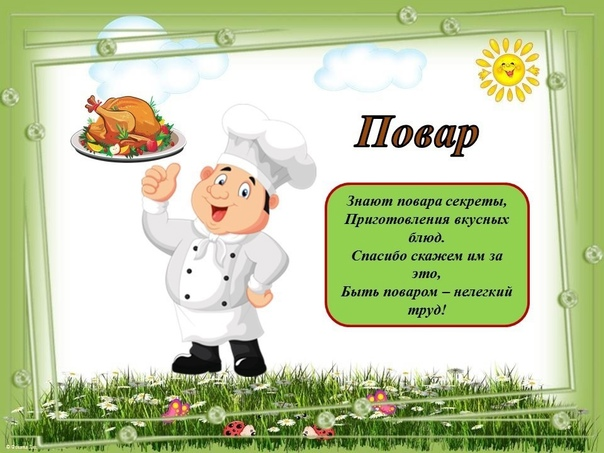 Повар
Знают повара секреты,
Приготовления вкусных
блюд.
Спасибо скажем им за
это,
Быть поваром – нелегкий
труд!